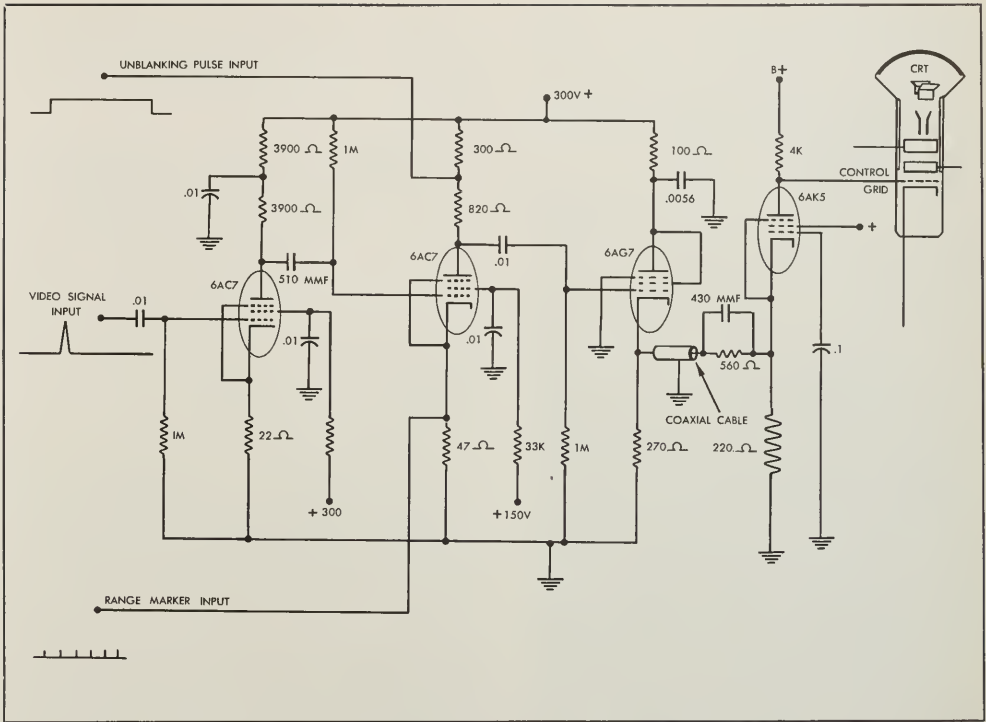 UNBLANKING PULSE INPUT
B+
CRT
300V +
3900 Ω
1M
300 Ω
100 Ω
4K
.01
.0056
CONTROL
GRID
3900 Ω
820 Ω
6AK5
+
6AC7
510 MMF
6AC7
.01
6AG7
VIDEO SIGNAL
INPUT
.01
430 MMF
.01
.01
.1
560 Ω
COAXIAL CABLE
1M
22 Ω
47 Ω
33K
1M
270 Ω
220 Ω
+ 300
+150V
RANGE MARKER INPUT